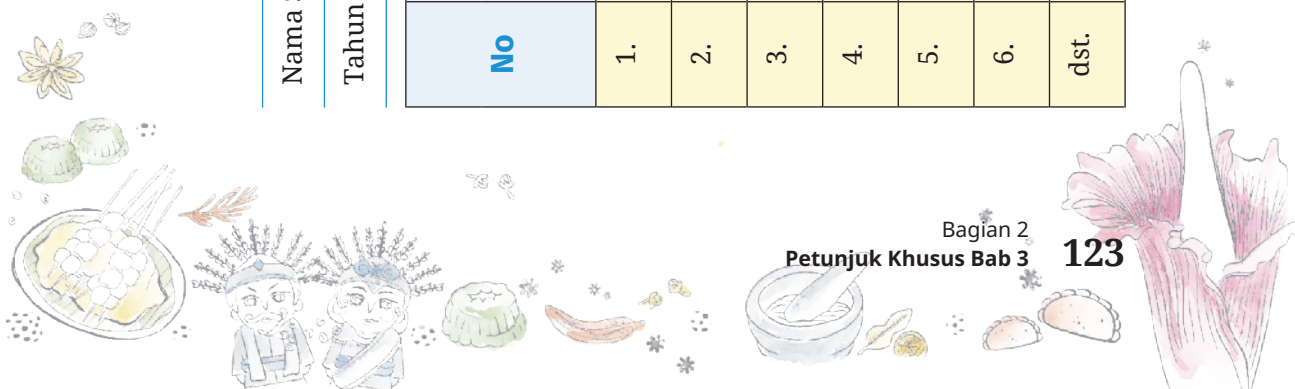 Nama :
Tahun
No
1.
2.
3.
4.
5.
6.
dst.
Bagian 2
Petunjuk Khusus Bab 3 123